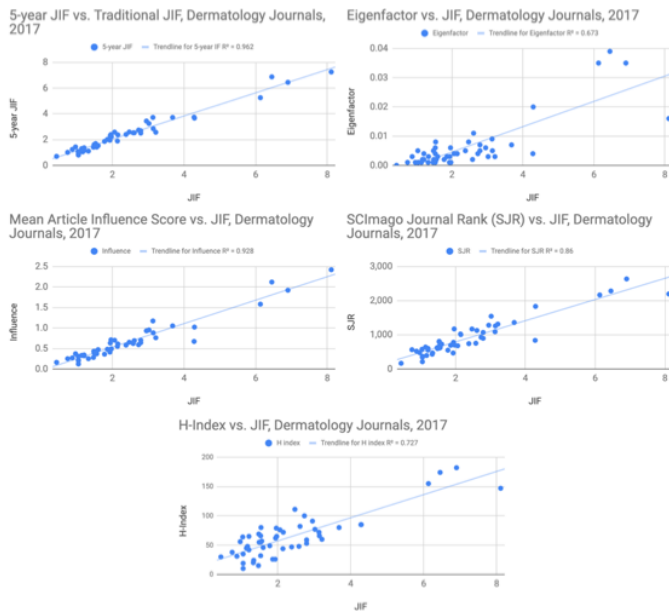 5-year JIF vs. Traditional JIF, Dermatology Journals,
2017
5-year JIF Trendline for 5-year IF R² = 0.962
8
6
4
2
0
5-year JIF
2 4 6 8
JIF
Eigenfactor vs. JIF, Dermatology Journals, 2017
Eigenfactor Trendline for Eigenfactor R² = 0.673
0.04
0.03
0.02
0.01
0.00
Eigenfactor
2 4 6 8
JIF
Mean Article Influence Score vs. JIF, Dermatology
Journals, 2017
Influence Trendline for Influence R² = 0.928
2.5
2.0
1.5
1.0
0.5
0.0
Influence
2 4 6 8
JIF
SCImago Journal Rank (SJR) vs. JIF, Dermatology
Journals, 2017
SJR Trendline for SJR R² = 0.86
3,000
2,000
1,000
0
SJR
2 4 6 8
JIF
H-Index vs. JIF, Dermatology Journals, 2017
H index Trendline for H index R² = 0.727
200
150
100
50
0
H-Index
2 4 6 8
JIF